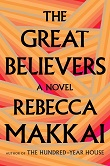 THE
GREAT
BELIEVERS
A NOVEL
REBECCA
MAKKAI
AUTHOR OF THE HUNDRED-YEAR HOUSE